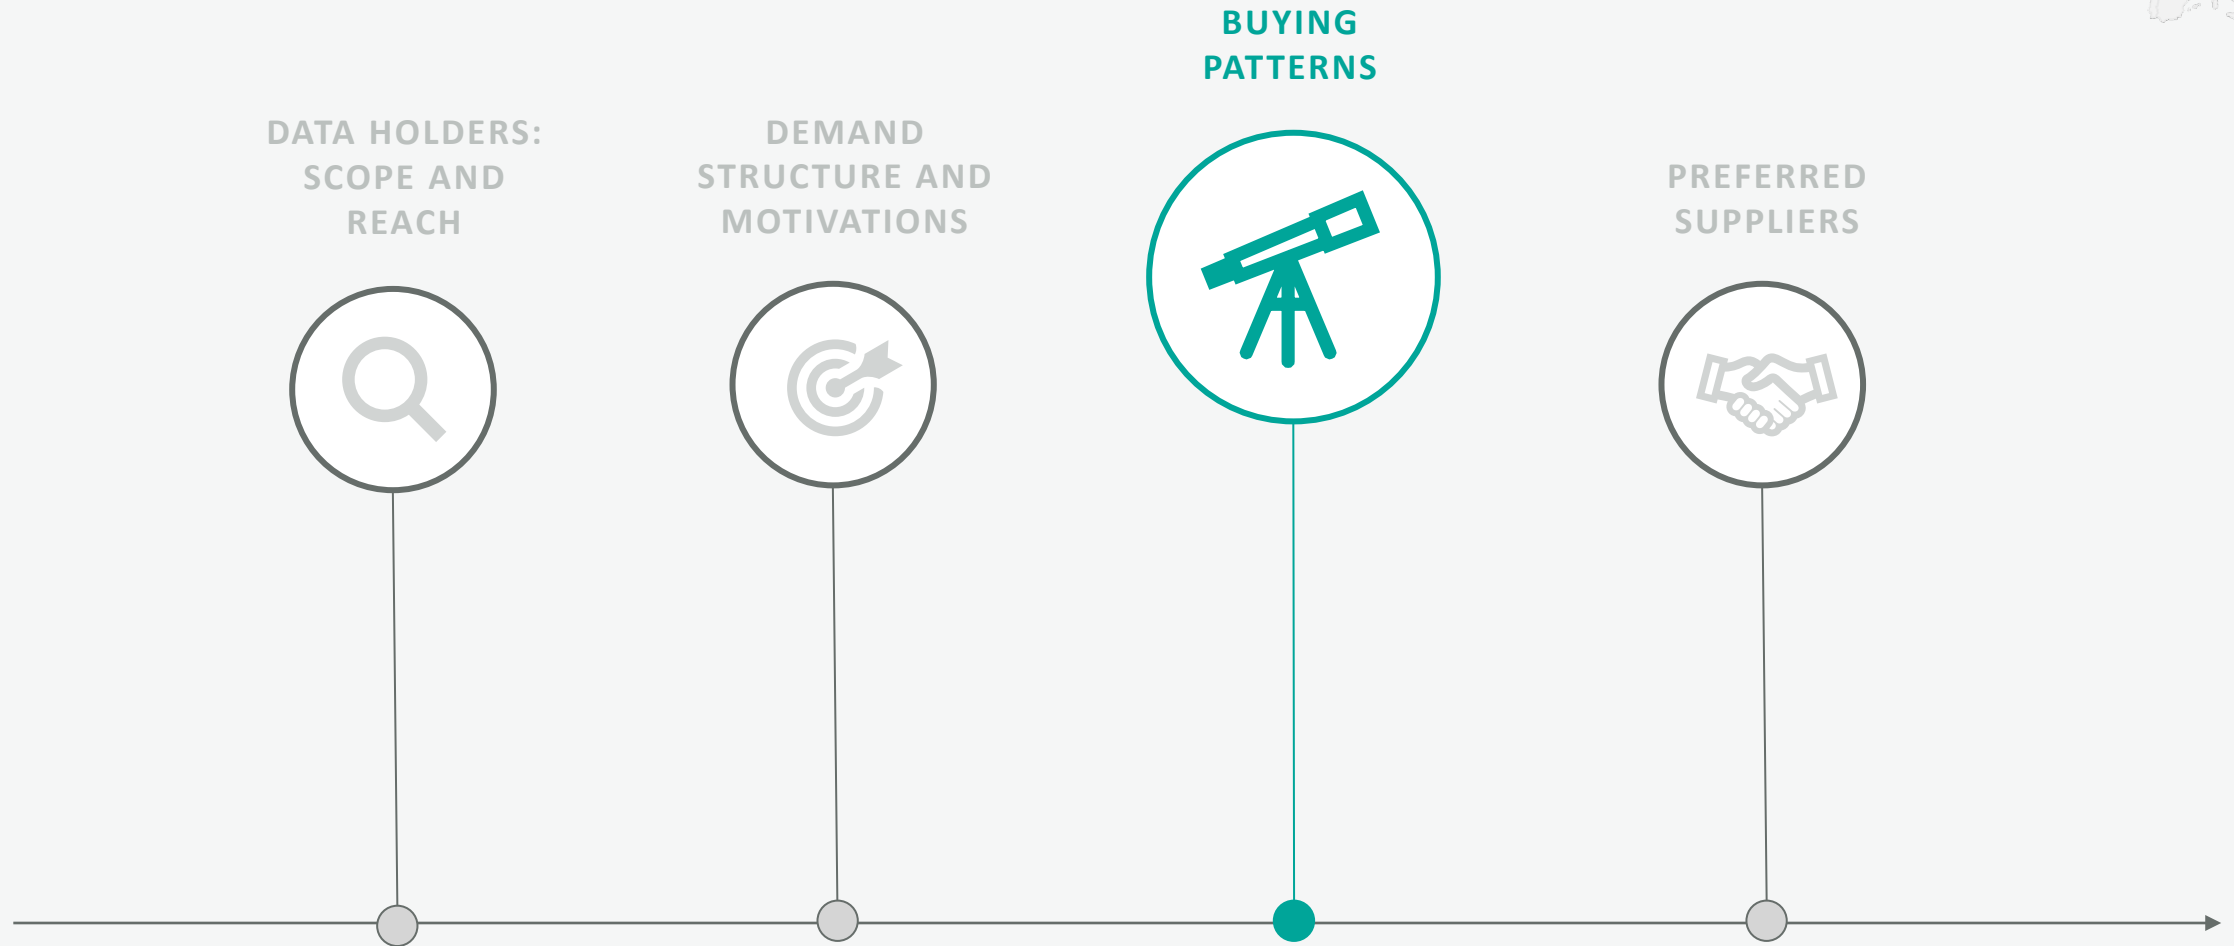 DATA HOLDERS:
SCOPE AND
REACH
DEMAND
STRUCTURE AND
MOTIVATIONS
BUYING
PATTERNS
PREFERRED
SUPPLIERS